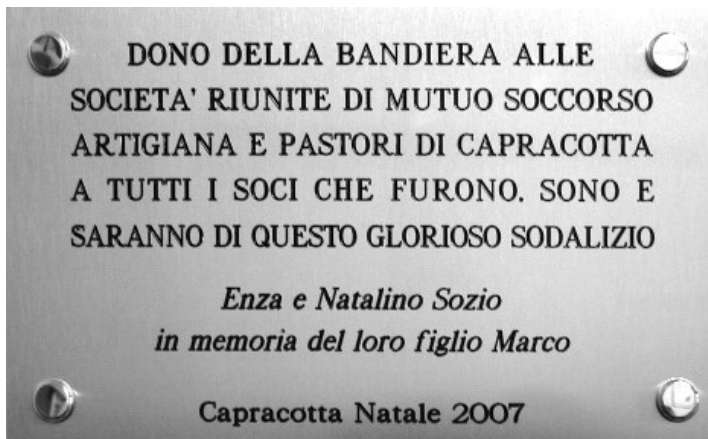 DONO DELLA BANDIERA ALLE
SOCIETA' RIUNITE DI MUTUO SOCCORSO
ARTIGIANA E PASTORI DI CAPRACOTTA
A TUTTI I SOCI CHE FURONO. SONO E
SARANNO DI QUESTO GLORIOSO SODALIZIO
Enza e Natalino Sozio
in memoria del loro figlio Marco
Capracotta Natale 2007